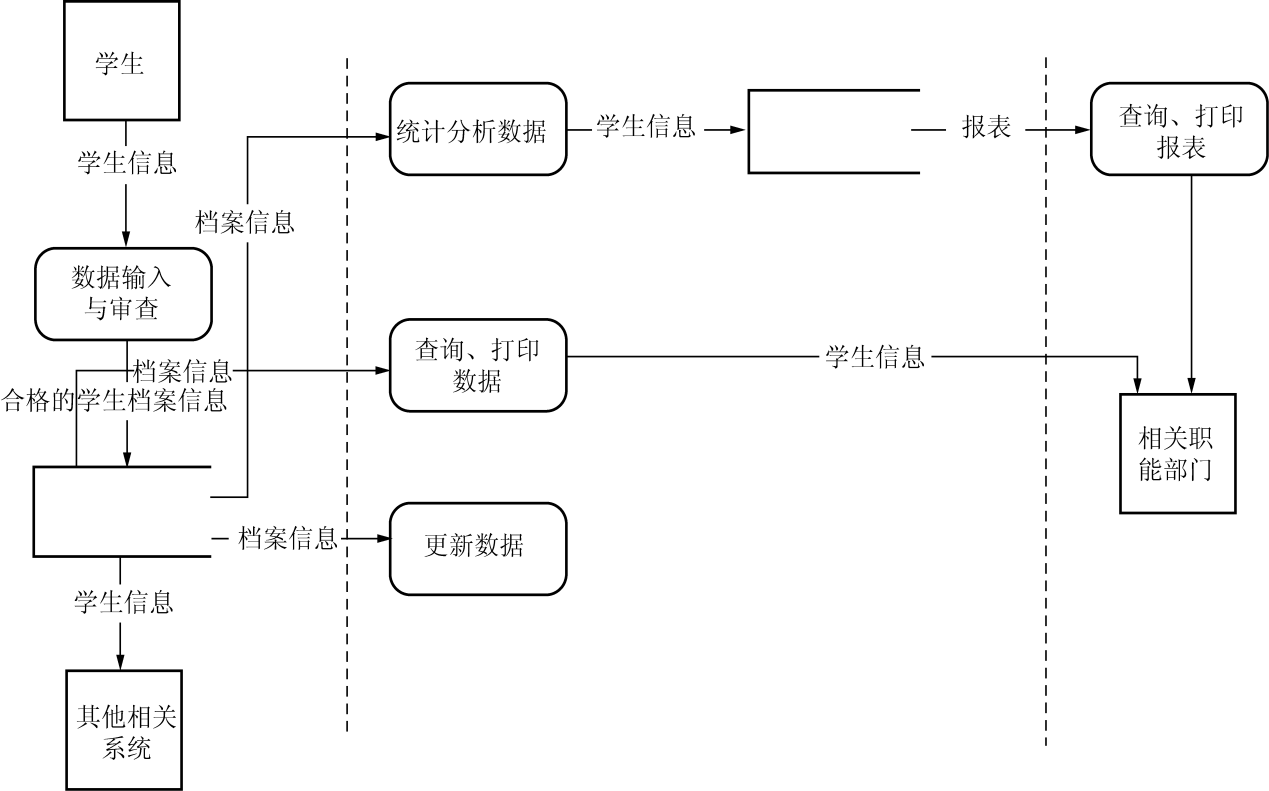 学生
学生信息
数据输入
与审查
档案信息
合格的学生档案信息
学生信息
其他相关
系统
档案信息
档案信息
统计分析数据
学生信息
报表
查询、打印
报表
查询、打印
数据
学生信息
相关职
能部门
更新数据